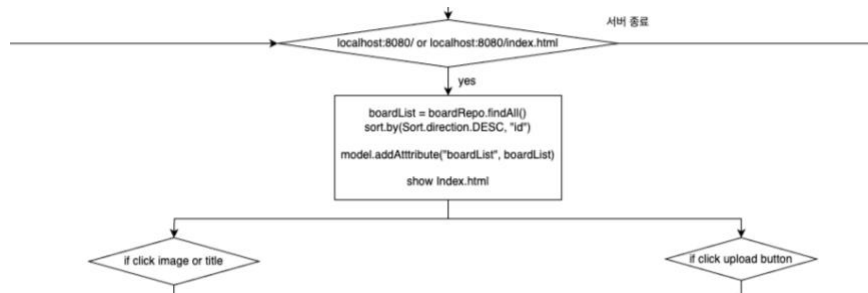 서버 종료
localhost:8080/ or localhost:8080/index.html
yes
boardList = boardRepo.findAll()
sort.by(Sort.direction.DESC, "id")
model.addAtttribute("boardList", boardList)
show Index.html
if click image or title
if click upload button